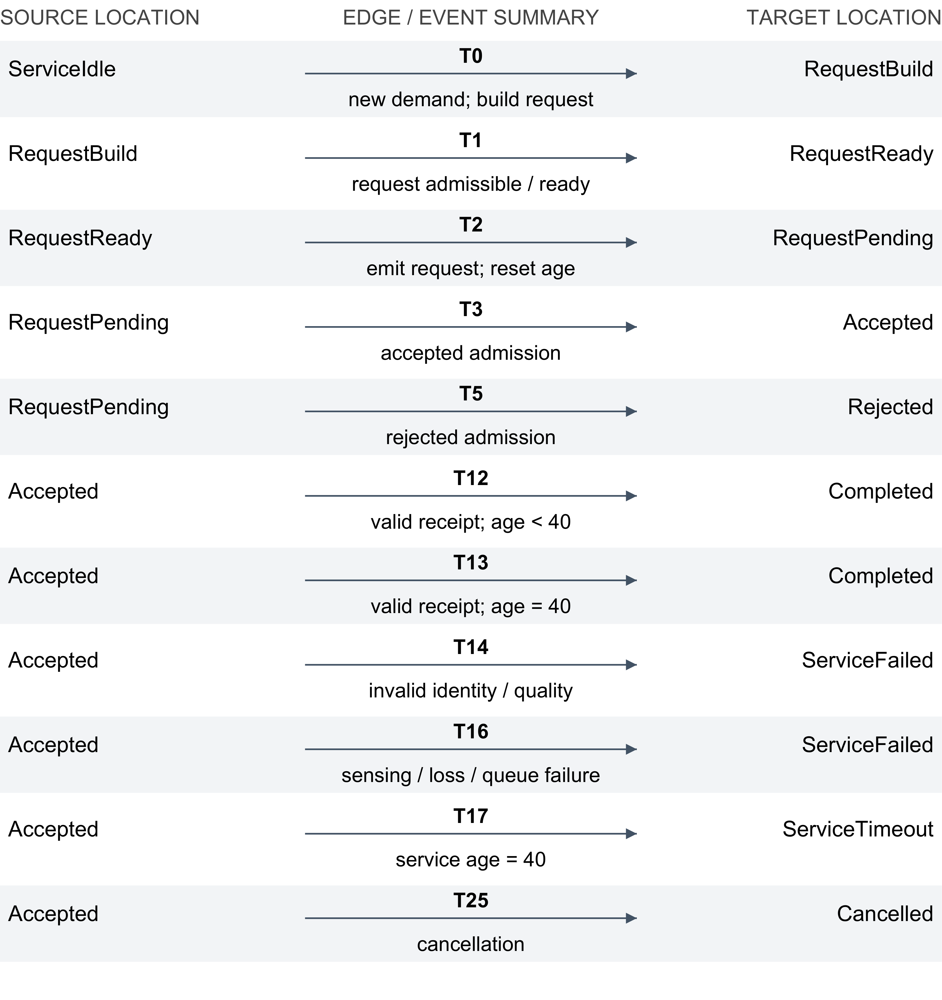 SOURCE LOCATION EDGE / EVENT SUMMARY TARGET LOCATION
T0
ServiceIdle RequestBuild
new demand; build request
T1
RequestBuild RequestReady
request admissible / ready
T2
RequestReady RequestPending
emit request; reset age
T3
RequestPending Accepted
accepted admission
T5
RequestPending Rejected
rejected admission
T12
Accepted Completed
valid receipt; age < 40
T13
Accepted Completed
valid receipt; age = 40
T14
Accepted ServiceFailed
invalid identity / quality
T16
Accepted ServiceFailed
sensing / loss / queue failure
T17
Accepted ServiceTimeout
service age = 40
T25
Accepted Cancelled
cancellation